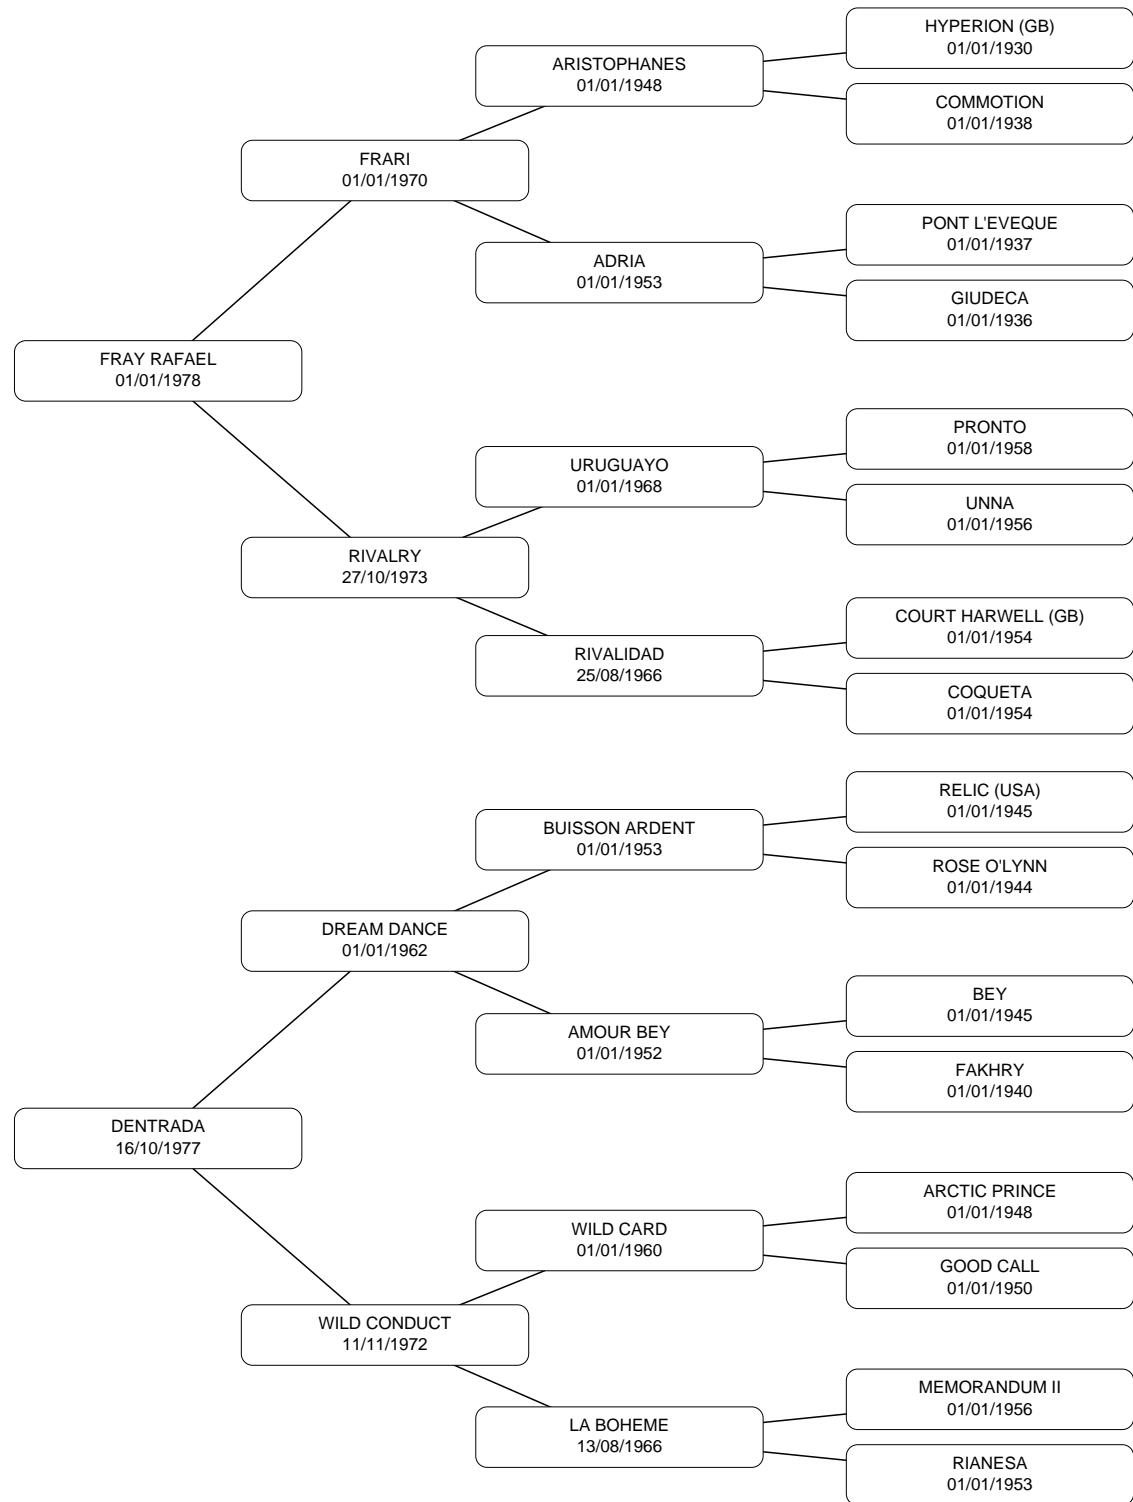 HYPERION (GB)
01/01/1930
ARISTOPHANES
01/01/1948
COMMOTION
01/01/1938
FRARI
01/01/1970
PONT L'EVEQUE
01/01/1937
ADRIA
01/01/1953
GIUDECA
01/01/1936
FRAY RAFAEL
01/01/1978
PRONTO
01/01/1958
URUGUAYO
01/01/1968
UNNA
01/01/1956
RIVALRY
27/10/1973
COURT HARWELL (GB)
01/01/1954
RIVALIDAD
25/08/1966
COQUETA
01/01/1954
RELIC (USA)
01/01/1945
BUISSON ARDENT
01/01/1953
ROSE O'LYNN
01/01/1944
DREAM DANCE
01/01/1962
BEY
01/01/1945
AMOUR BEY
01/01/1952
FAKHRY
01/01/1940
DENTRADA
16/10/1977
ARCTIC PRINCE
01/01/1948
WILD CARD
01/01/1960
GOOD CALL
01/01/1950
WILD CONDUCT
11/11/1972
MEMORANDUM II
01/01/1956
LA BOHEME
13/08/1966
RIANESA
01/01/1953